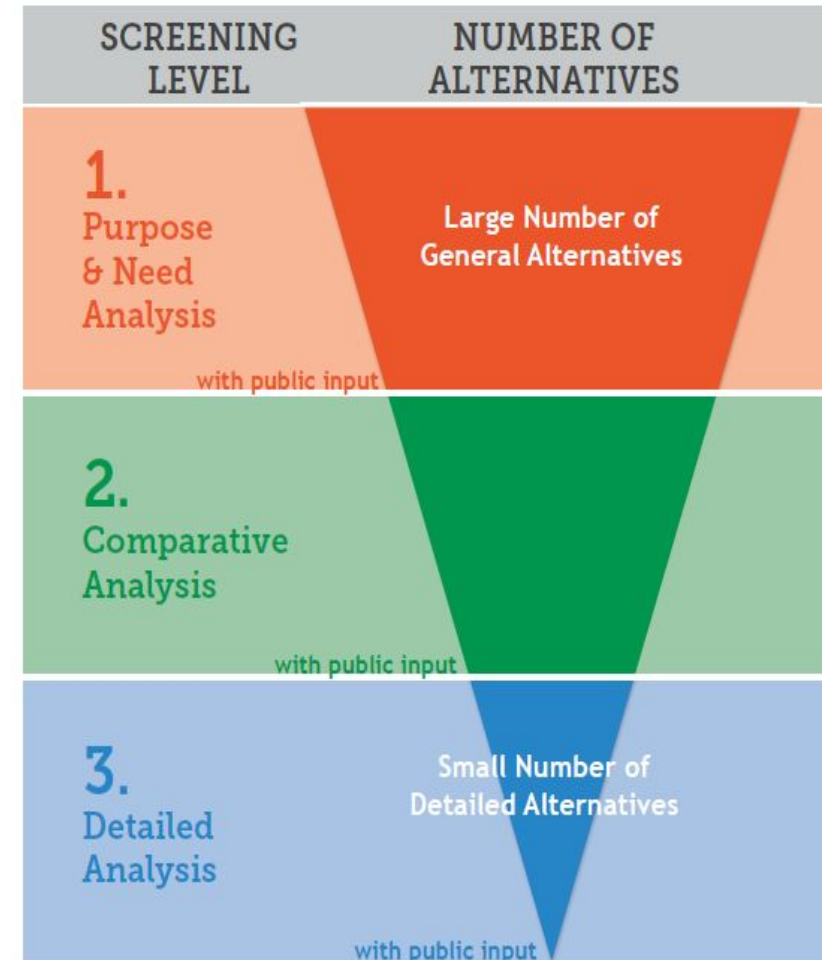 SCREENING
LEVEL
NUMBER OF
ALTERNATIVES
1.
Purpose
& Need
Analysis
Large Number of
General Alternatives
with public input
2.
Comparative
Analysis
with public input
3.
Detailed
Analysis
Small Number of
Detailed Alternatives
with public input